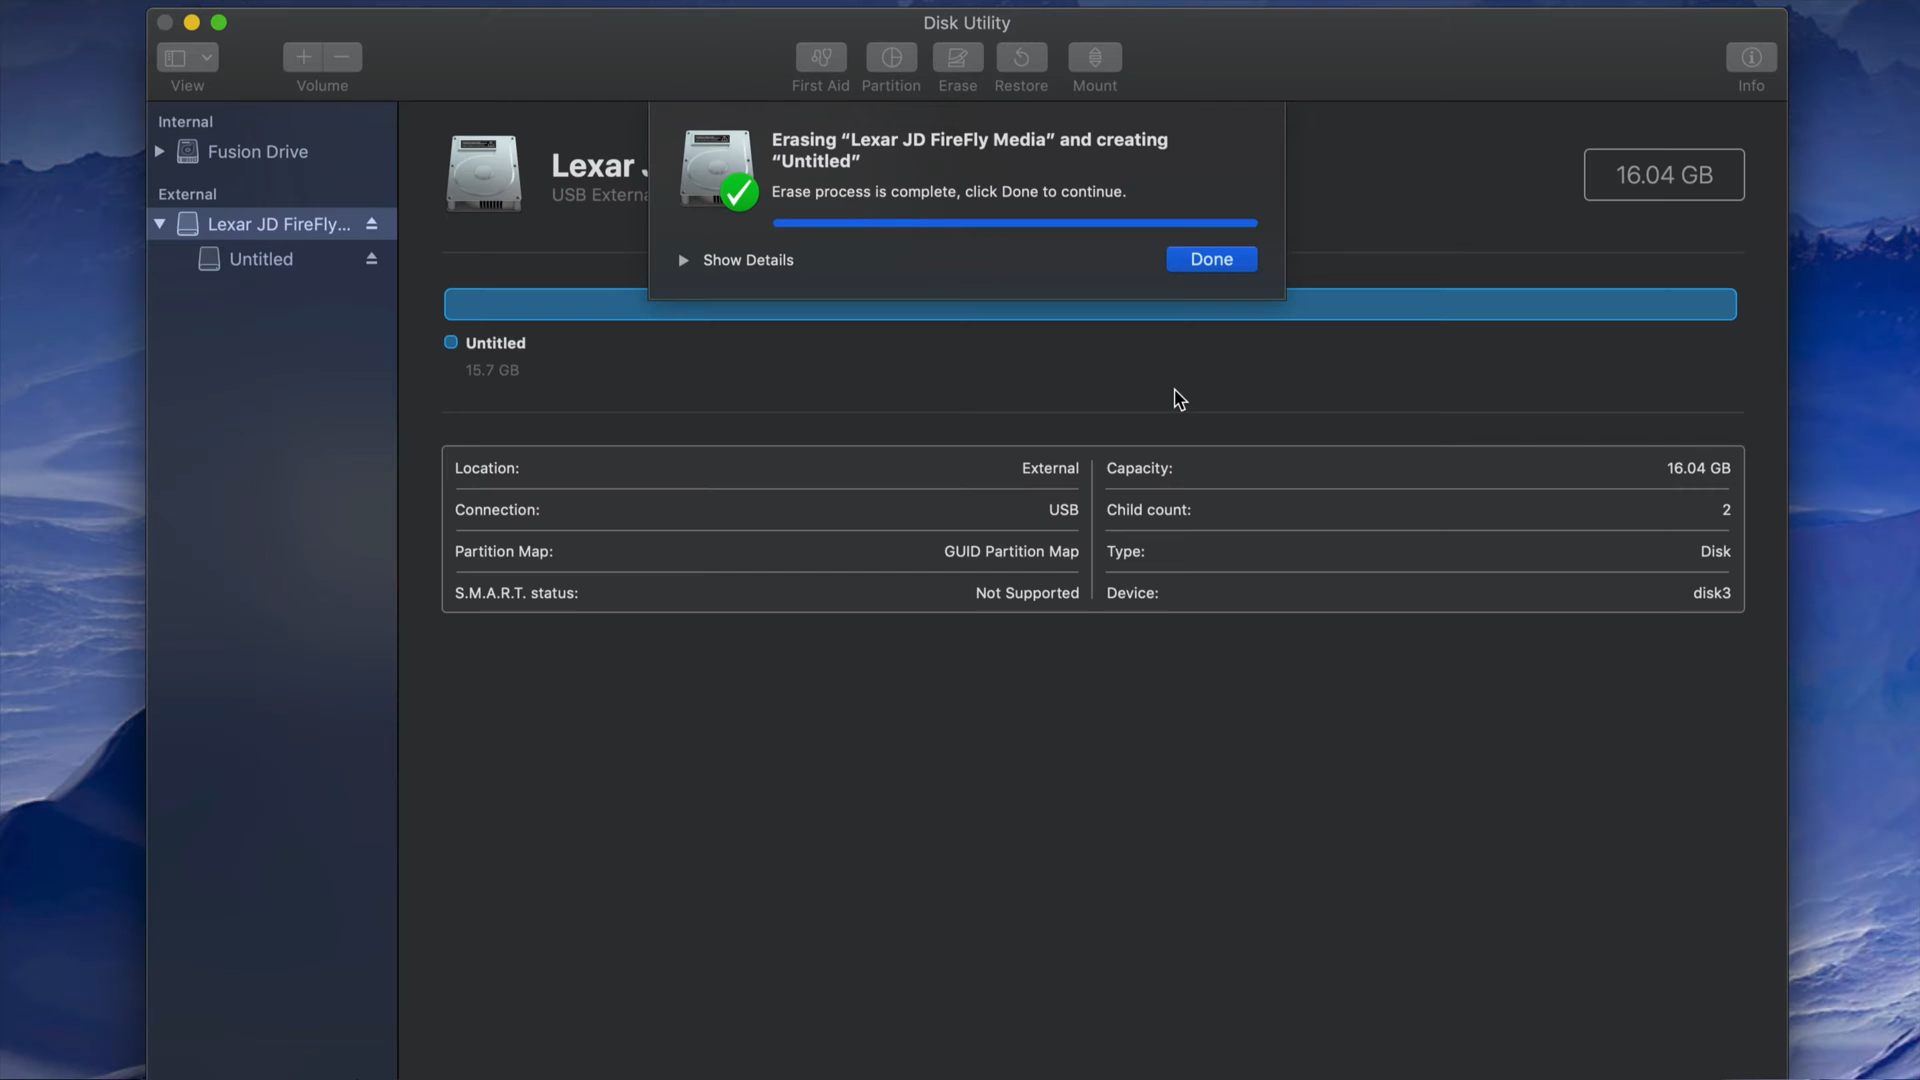 Disk Utility
View
Volume
First Aid
Partition
Erase
Restore
Mount
Info
Internal
Fusion Drive
External
Lexar JD FireFly...
Untitled
Lexar J
USB Externa
16.04 GB
Erasing “Lexar JD FireFly Media” and creating
“Untitled”
Erase process is complete, click Done to continue.
Show Details
Done
Untitled
15.7 GB
Location: External
Connection: USB
Partition Map: GUID Partition Map
S.M.A.R.T. status: Not Supported
Capacity: 16.04 GB
Child count: 2
Type: Disk
Device: disk3